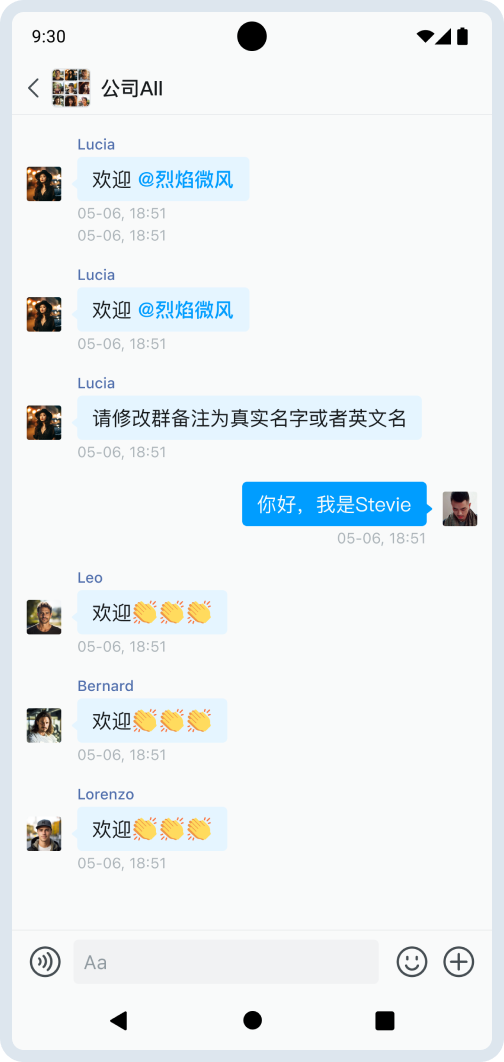 9:30
公司All
Lucia
欢迎 @烈焰微风
05-06, 18:51
05-06, 18:51
Lucia
欢迎 @烈焰微风
05-06, 18:51
Lucia
请修改群备注为真实名字或者英文名
05-06, 18:51
你好，我是Stevie
05-06, 18:51
Leo
欢迎👏👏👏
05-06, 18:51
Bernard
欢迎👏👏👏
05-06, 18:51
Lorenzo
欢迎👏👏👏
05-06, 18:51
Aa